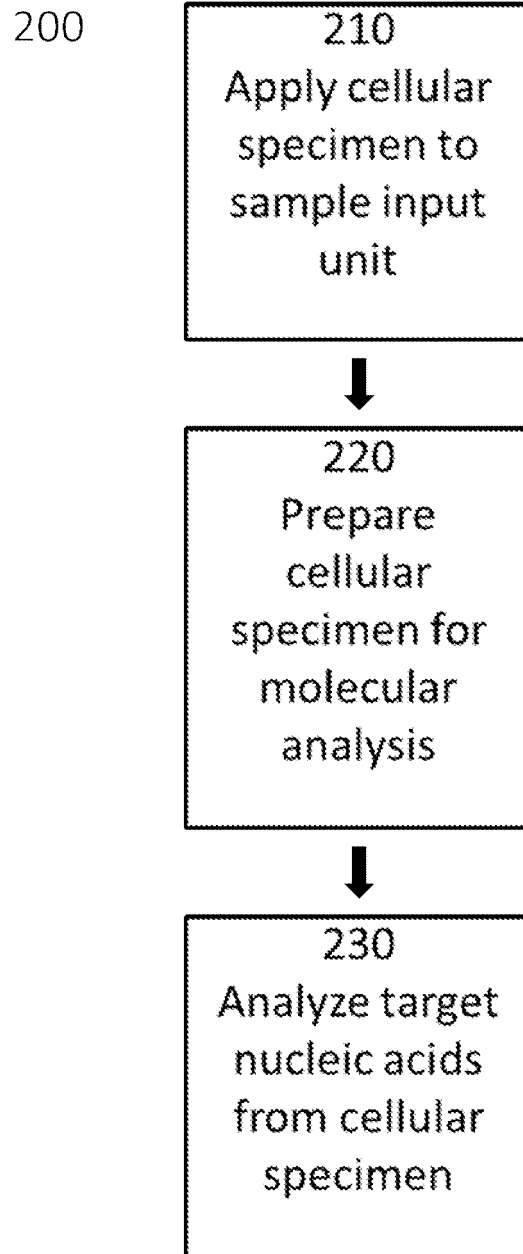 200
210
Apply cellular
specimen to
sample input
unit
220
Prepare
cellular
specimen for
molecular
analysis
230
Analyze target
nucleic acids
from cellular
specimen